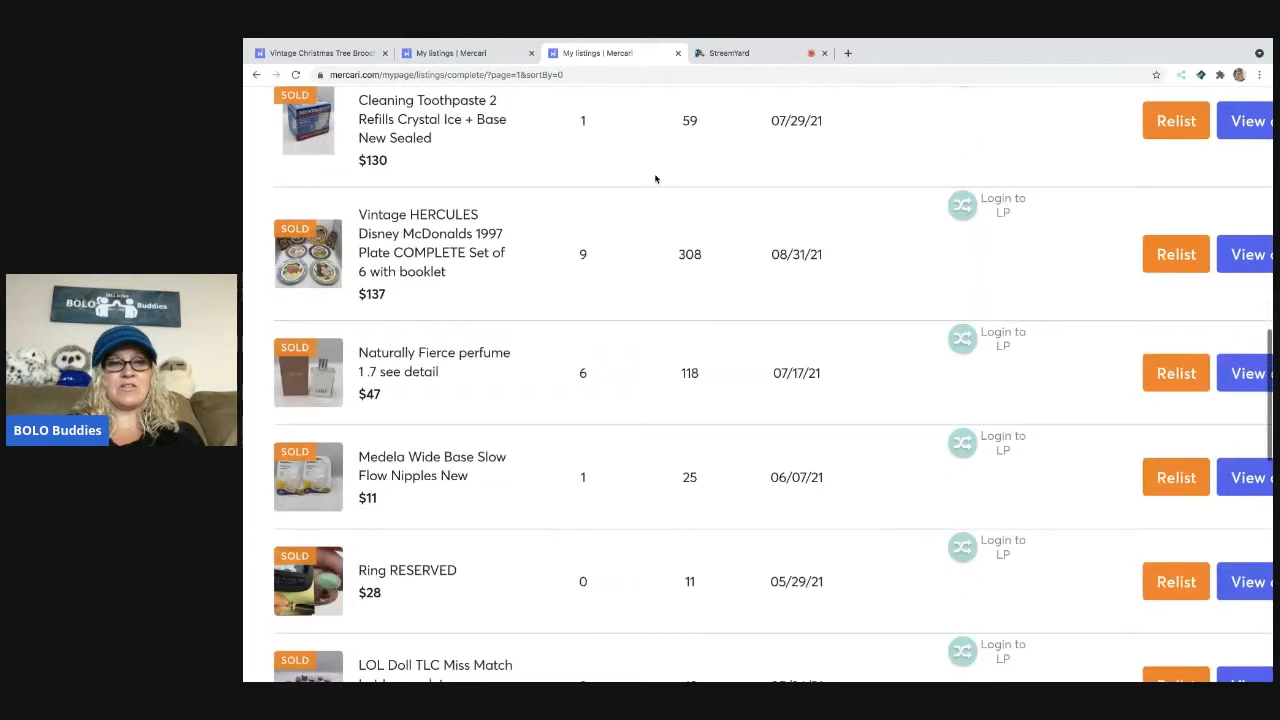 Vintage Christmas Tree Brooc
My listings | Mercari
My listings | Mercari
StreamYard
mercari.com/mypage/listings/complete/?page=1&sortBy=0
SOLD
Cleaning Toothpaste 2
Refills Crystal Ice + Base
New Sealed
$130
1
59
07/29/21
Relist
View
SOLD
Vintage HERCULES
Disney McDonalds 1997
Plate COMPLETE Set of
6 with booklet
$137
9
308
08/31/21
Login to
LP
Relist
View
SOLD
Naturally Fierce perfume
1.7 see detail
$47
6
118
07/17/21
Login to
LP
Relist
View
SOLD
Medela Wide Base Slow
Flow Nipples New
$11
1
25
06/07/21
Login to
LP
Relist
View
SOLD
Ring RESERVED
$28
0
11
05/29/21
Login to
LP
Relist
View
SOLD
LOL Doll TLC Miss Match
Login to
LP
BOLO
Buddies
BOLO Buddies